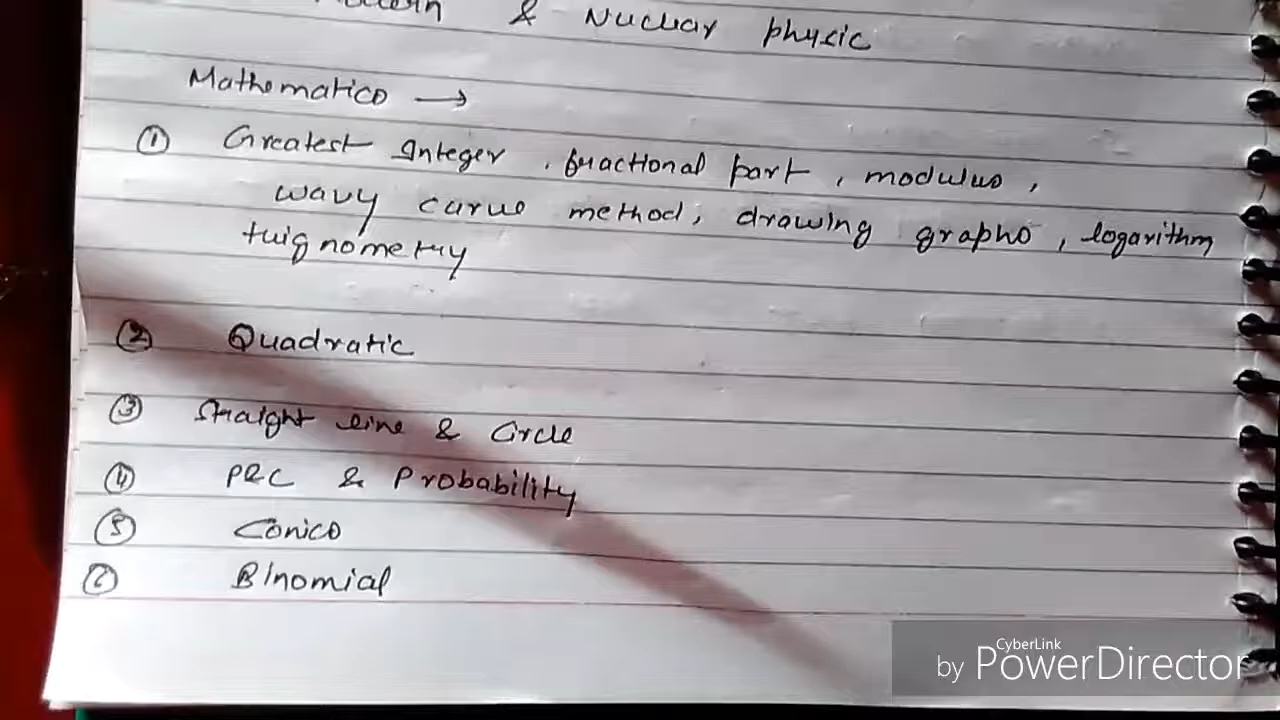 & Nuclear physic
Mathematics →
① Greatest Integer, fractional part, modulus,
wavy curve method, drawing graphs, logarithm
trignometry
② Quadratic
③ Straight line & Circle
④ P&C & Probability
⑤ Conics
⑥ Binomial
CyberLink
by PowerDirector